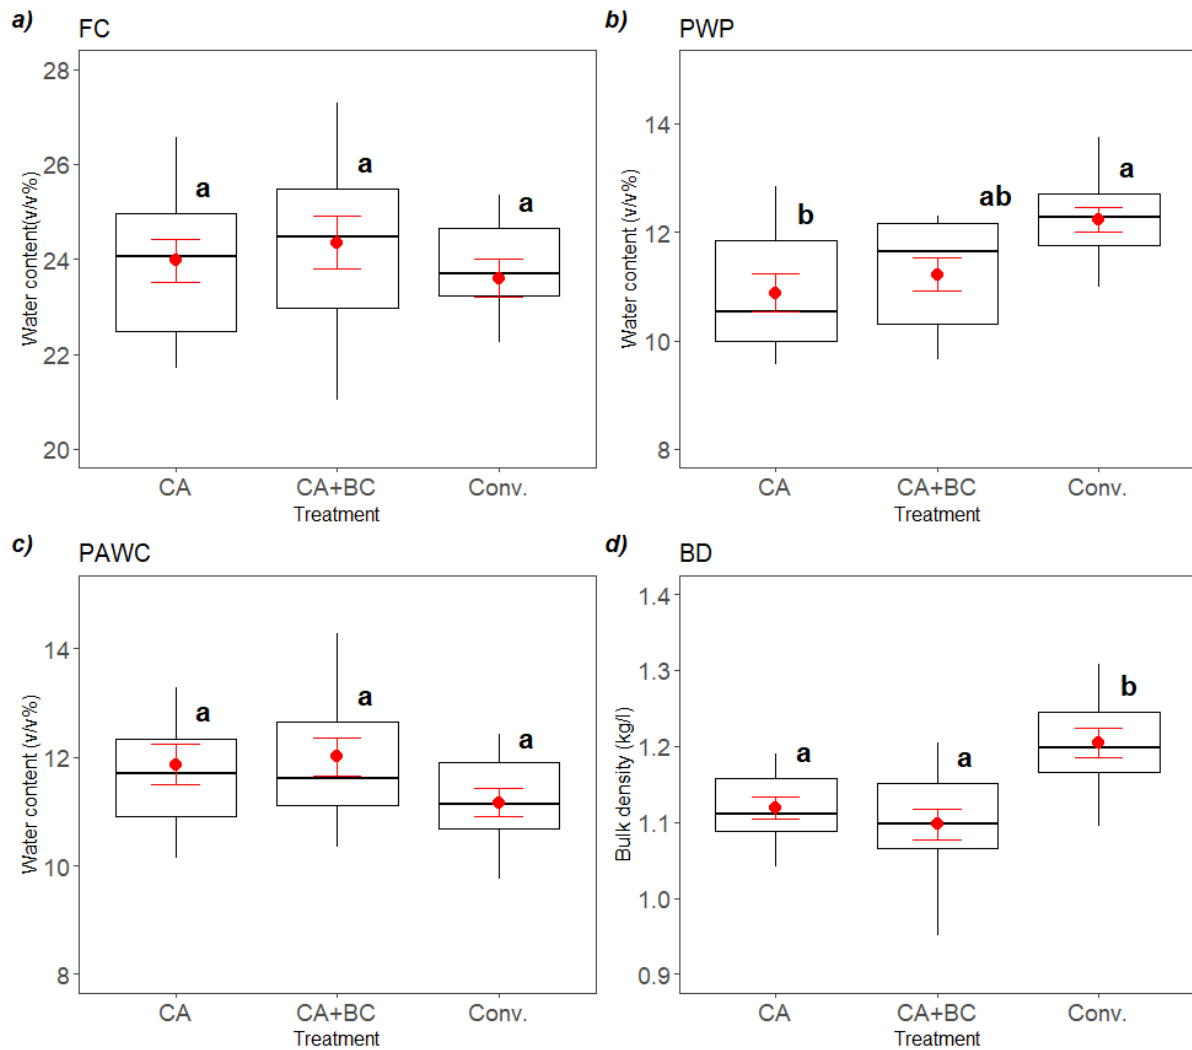 a) FC
Water content(v/v%)
28
26
24
22
20
a
a
a
CA CA+BC Conv.
Treatment
b) PWP
Water content (v/v%)
14
12
10
8
b
ab
a
CA CA+BC Conv.
Treatment
c) PAWC
Water content (v/v%)
14
12
10
8
a
a
a
CA CA+BC Conv.
Treatment
d) BD
Bulk density (kg/l)
1.4
1.3
1.2
1.1
1.0
0.9
a
a
b
CA CA+BC Conv.
Treatment